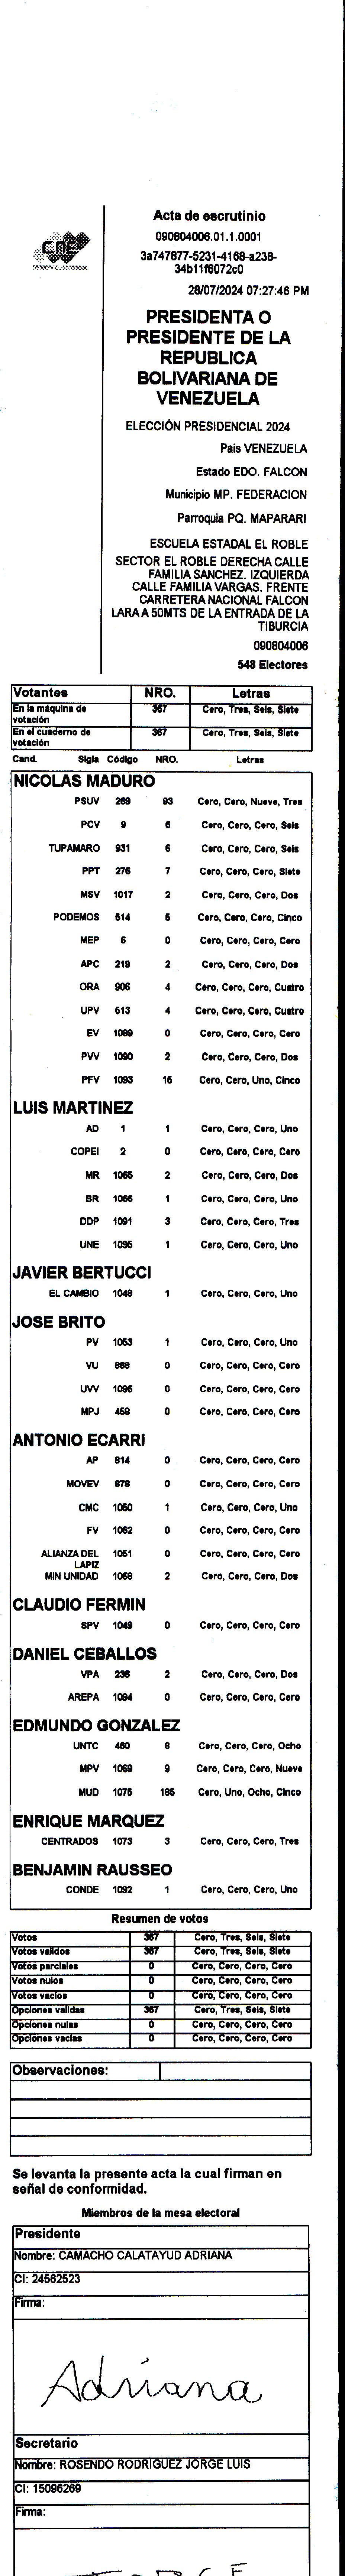 CNE
Acta de escrutinio
090804006.01.1.0001
3a747877-5231-4168-a238-
34b11f6072c0
28/07/2024 07:27:46 PM
PRESIDENTA O
PRESIDENTE DE LA
REPUBLICA
BOLIVARIANA DE
VENEZUELA
ELECCIÓN PRESIDENCIAL 2024
Pais VENEZUELA
Estado EDO. FALCON
Municipio MP. FEDERACION
Parroquia PQ. MAPARARI
ESCUELA ESTADAL EL ROBLE
SECTOR EL ROBLE DERECHA CALLE
FAMILIA SANCHEZ. IZQUIERDA
CALLE FAMILIA VARGAS. FRENTE
CARRETERA NACIONAL FALCON
LARA A 50MTS DE LA ENTRADA DE LA
TIBURCIA
090804006
548 Electores
Votantes NRO. Letras
En la máquina de votación 367 Cero, Tres, Seis, Siete
En el cuaderno de votación 367 Cero, Tres, Seis, Siete
Cand. Sigla Código NRO. Letras
NICOLAS MADURO
PSUV 269 93 Cero, Cero, Nueve, Tres
PCV 9 6 Cero, Cero, Cero, Seis
TUPAMARO 931 6 Cero, Cero, Cero, Seis
PPT 276 7 Cero, Cero, Cero, Siete
MSV 1017 2 Cero, Cero, Cero, Dos
PODEMOS 514 5 Cero, Cero, Cero, Cinco
MEP 6 0 Cero, Cero, Cero, Cero
APC 219 2 Cero, Cero, Cero, Dos
ORA 906 4 Cero, Cero, Cero, Cuatro
UPV 513 4 Cero, Cero, Cero, Cuatro
EV 1089 0 Cero, Cero, Cero, Cero
PVV 1090 2 Cero, Cero, Cero, Dos
PFV 1093 15 Cero, Cero, Uno, Cinco
LUIS MARTINEZ
AD 1 1 Cero, Cero, Cero, Uno
COPEI 2 0 Cero, Cero, Cero, Cero
MR 1065 2 Cero, Cero, Cero, Dos
BR 1066 1 Cero, Cero, Cero, Uno
DDP 1091 3 Cero, Cero, Cero, Tres
UNE 1095 1 Cero, Cero, Cero, Uno
JAVIER BERTUCCI
EL CAMBIO 1048 1 Cero, Cero, Cero, Uno
JOSE BRITO
PV 1053 1 Cero, Cero, Cero, Uno
VU 868 0 Cero, Cero, Cero, Cero
UVV 1096 0 Cero, Cero, Cero, Cero
MPJ 458 0 Cero, Cero, Cero, Cero
ANTONIO ECARRI
AP 814 0 Cero, Cero, Cero, Cero
MOVEV 878 0 Cero, Cero, Cero, Cero
CMC 1050 1 Cero, Cero, Cero, Uno
FV 1062 0 Cero, Cero, Cero, Cero
ALIANZA DEL LAPIZ 1051 0 Cero, Cero, Cero, Cero
MIN UNIDAD 1068 2 Cero, Cero, Cero, Dos
CLAUDIO FERMIN
SPV 1049 0 Cero, Cero, Cero, Cero
DANIEL CEBALLOS
VPA 236 2 Cero, Cero, Cero, Dos
AREPA 1094 0 Cero, Cero, Cero, Cero
EDMUNDO GONZALEZ
UNTC 460 8 Cero, Cero, Cero, Ocho
MPV 1069 9 Cero, Cero, Cero, Nueve
MUD 1075 185 Cero, Uno, Ocho, Cinco
ENRIQUE MARQUEZ
CENTRADOS 1073 3 Cero, Cero, Cero, Tres
BENJAMIN RAUSSEO
CONDE 1092 1 Cero, Cero, Cero, Uno
Resumen de votos
Votos 367 Cero, Tres, Seis, Siete
Votos validos 367 Cero, Tres, Seis, Siete
Votos parciales 0 Cero, Cero, Cero, Cero
Votos nulos 0 Cero, Cero, Cero, Cero
Votos vacios 0 Cero, Cero, Cero, Cero
Opciones validas 367 Cero, Tres, Seis, Siete
Opciones nulas 0 Cero, Cero, Cero, Cero
Opciones vacias 0 Cero, Cero, Cero, Cero
Observaciones:
Se levanta la presente acta la cual firman en
señal de conformidad.
Miembros de la mesa electoral
Presidente
Nombre: CAMACHO CALATAYUD ADRIANA
CI: 24562523
Firma:
Adriana
Secretario
Nombre: ROSENDO RODRIGUEZ JORGE LUIS
CI: 15096269
Firma: